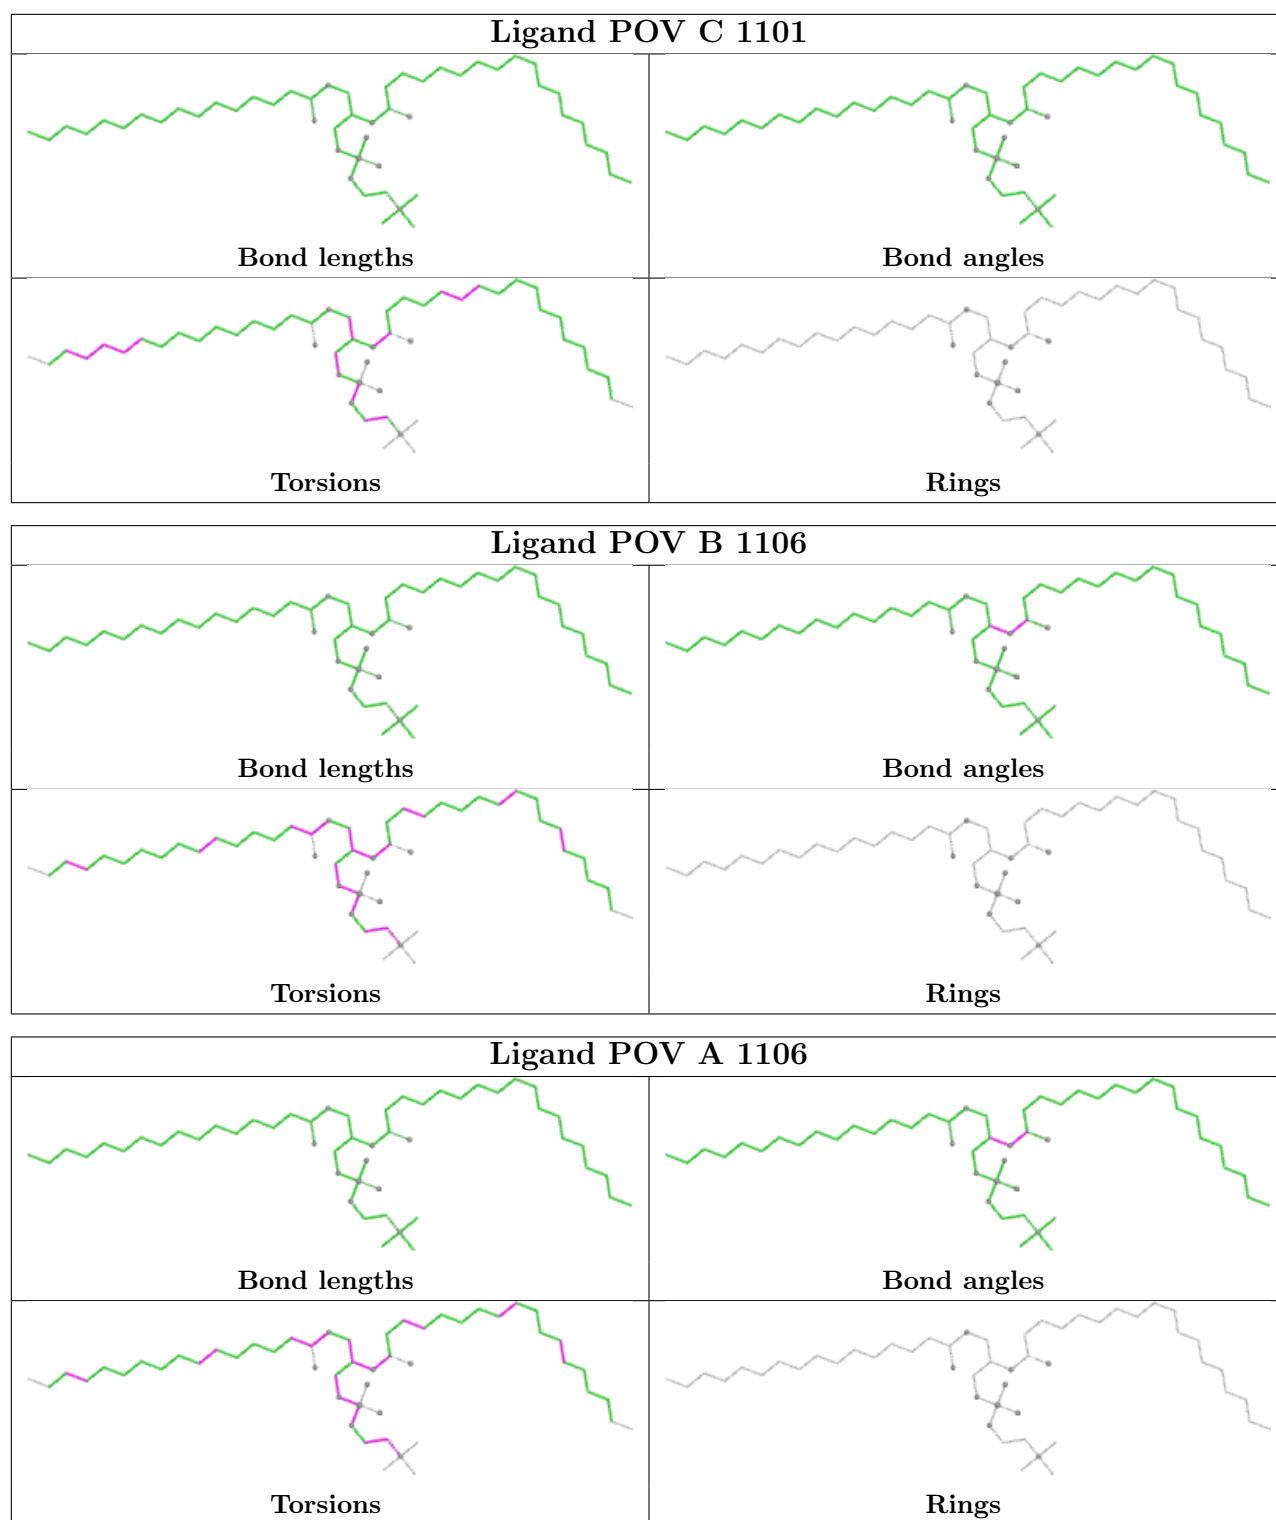 Ligand POV C 1101
Bond lengths
Bond angles
Torsions
Rings
Ligand POV B 1106
Bond lengths
Bond angles
Torsions
Rings
Ligand POV A 1106
Bond lengths
Bond angles
Torsions
Rings